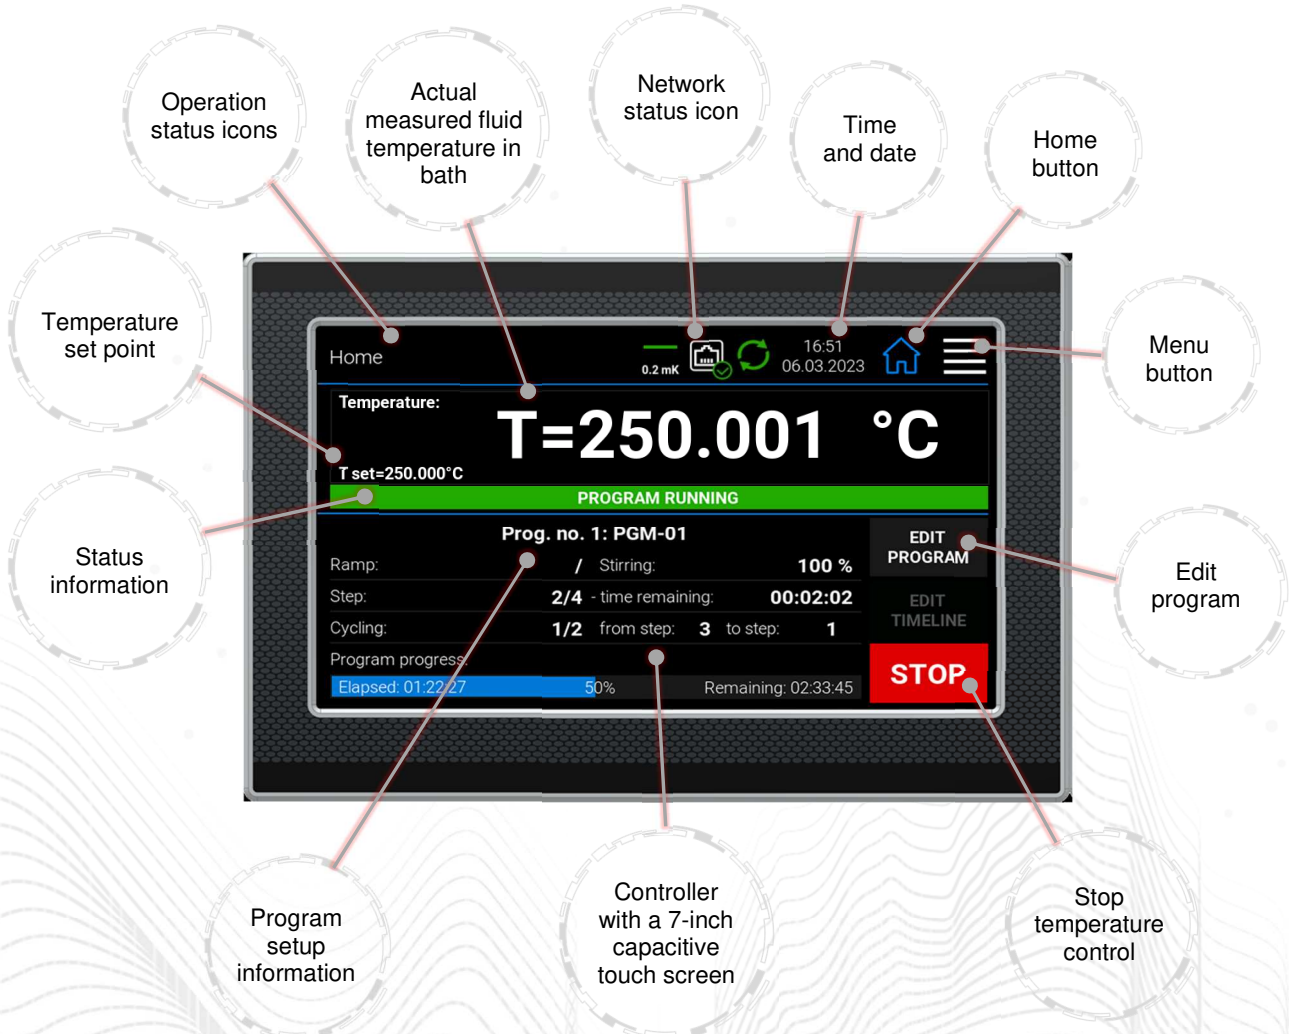 Operation
status icons
Actual
measured fluid
temperature in
bath
Network
status icon
Time
and date
Home
button
Temperature
set point
Menu
button
Status
information
Edit
program
Home
0.2 mK
16:51
06.03.2023
Temperature:
T=250.001 °C
T set=250.000°C
PROGRAM RUNNING
Prog. no. 1: PGM-01
Ramp: / Stirring: 100 %
Step: 2/4 - time remaining: 00:02:02
Cycling: 1/2 from step: 3 to step: 1
Program progress:
Elapsed: 01:22:27 50% Remaining: 02:33:45
EDIT
PROGRAM
EDIT
TIMELINE
STOP
Program
setup
information
Controller
with a 7-inch
capacitive
touch screen
Stop
temperature
control